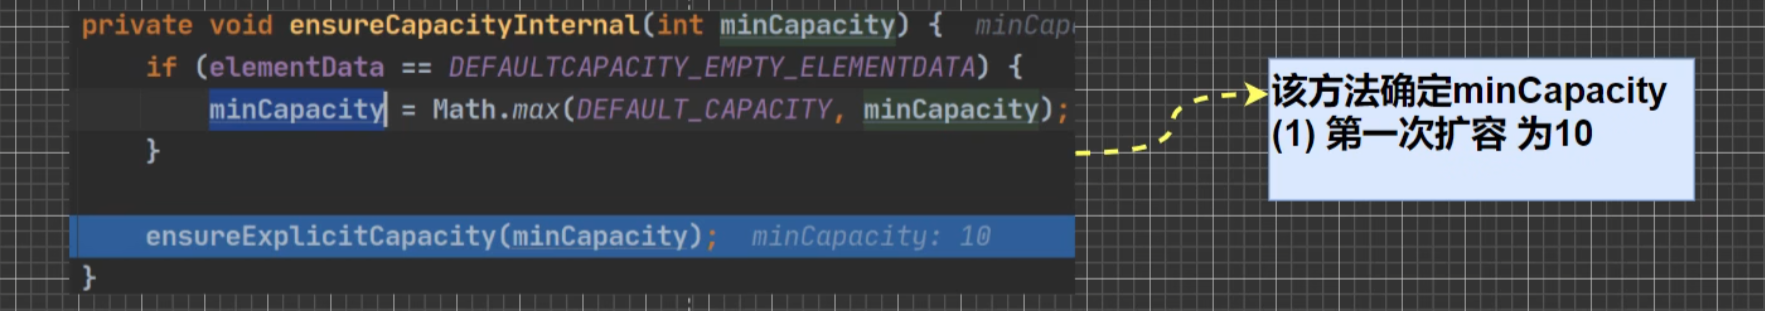 private void ensureCapacityInternal(int minCapacity) { minCap
if (elementData == DEFAULTCAPACITY_EMPTY_ELEMENTDATA) {
minCapacity = Math.max(DEFAULT_CAPACITY, minCapacity);
}
ensureExplicitCapacity(minCapacity); minCapacity: 10
}
该方法确定minCapacity
(1) 第一次扩容 为10